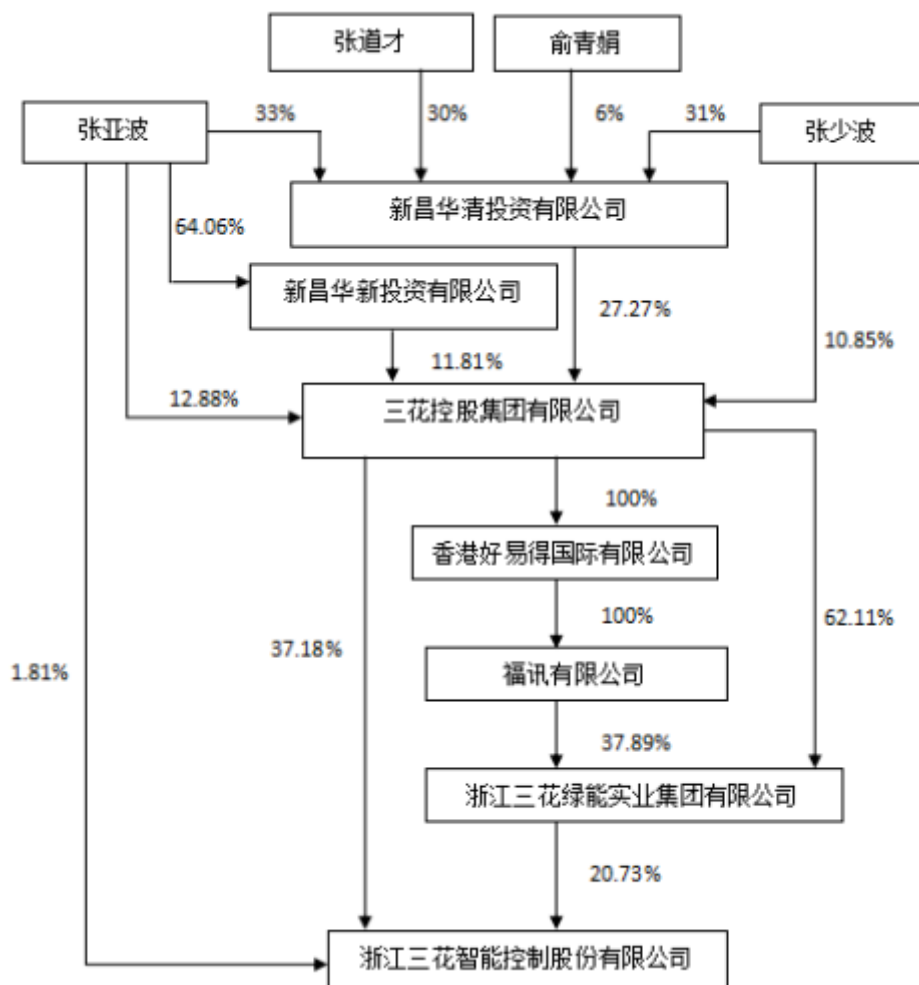 张道才
俞青娟
张亚波
33%
30%
6%
31%
张少波
新昌华清投资有限公司
64.06%
新昌华新投资有限公司
27.27%
11.81%
10.85%
12.88%
三花控股集团有限公司
100%
香港好易得国际有限公司
100%
62.11%
37.18%
1.81%
福讯有限公司
37.89%
浙江三花绿能实业集团有限公司
20.73%
浙江三花智能控制股份有限公司